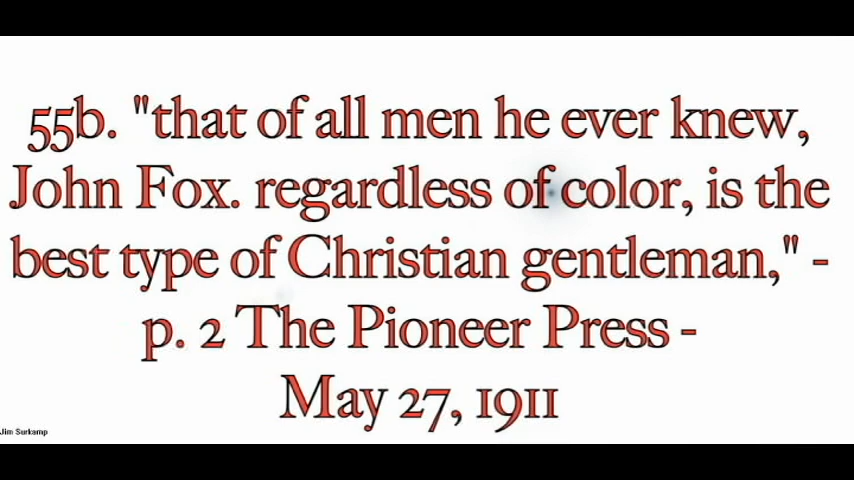 55b. "that of all men he ever knew,
John Fox. regardless of color, is the
best type of Christian gentleman," -
p. 2 The Pioneer Press -
May 27, 1911
Jim Surkamp